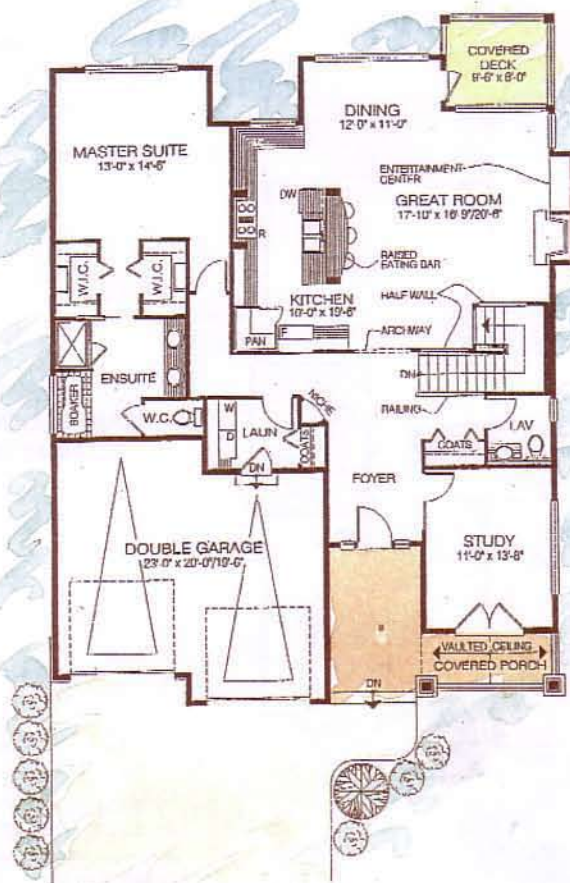 COVERED
DECK
9'-6" x 8'-0"
DINING
12'-0" x 11'-0"
MASTER SUITE
13'-0" x 14'-6"
ENTERTAINMENT
CENTER
GREAT ROOM
17'-10" x 16'-9"/20'-6"
DW
R
RAISED
EATING BAR
W.I.C.
W.I.C.
KITCHEN
10'-0" x 19'-6"
HALF WALL
PAN
F
ARCHWAY
ENSUITE
DN
SOAKER
RAILING
W.C.
W
D
LAUN
NICHE
COATS
COATS
LAV
DN
FOYER
STUDY
11'-0" x 13'-8"
DOUBLE GARAGE
23'-0" x 20'-0"/19'-6"
VAULTED CEILING
COVERED PORCH
DN